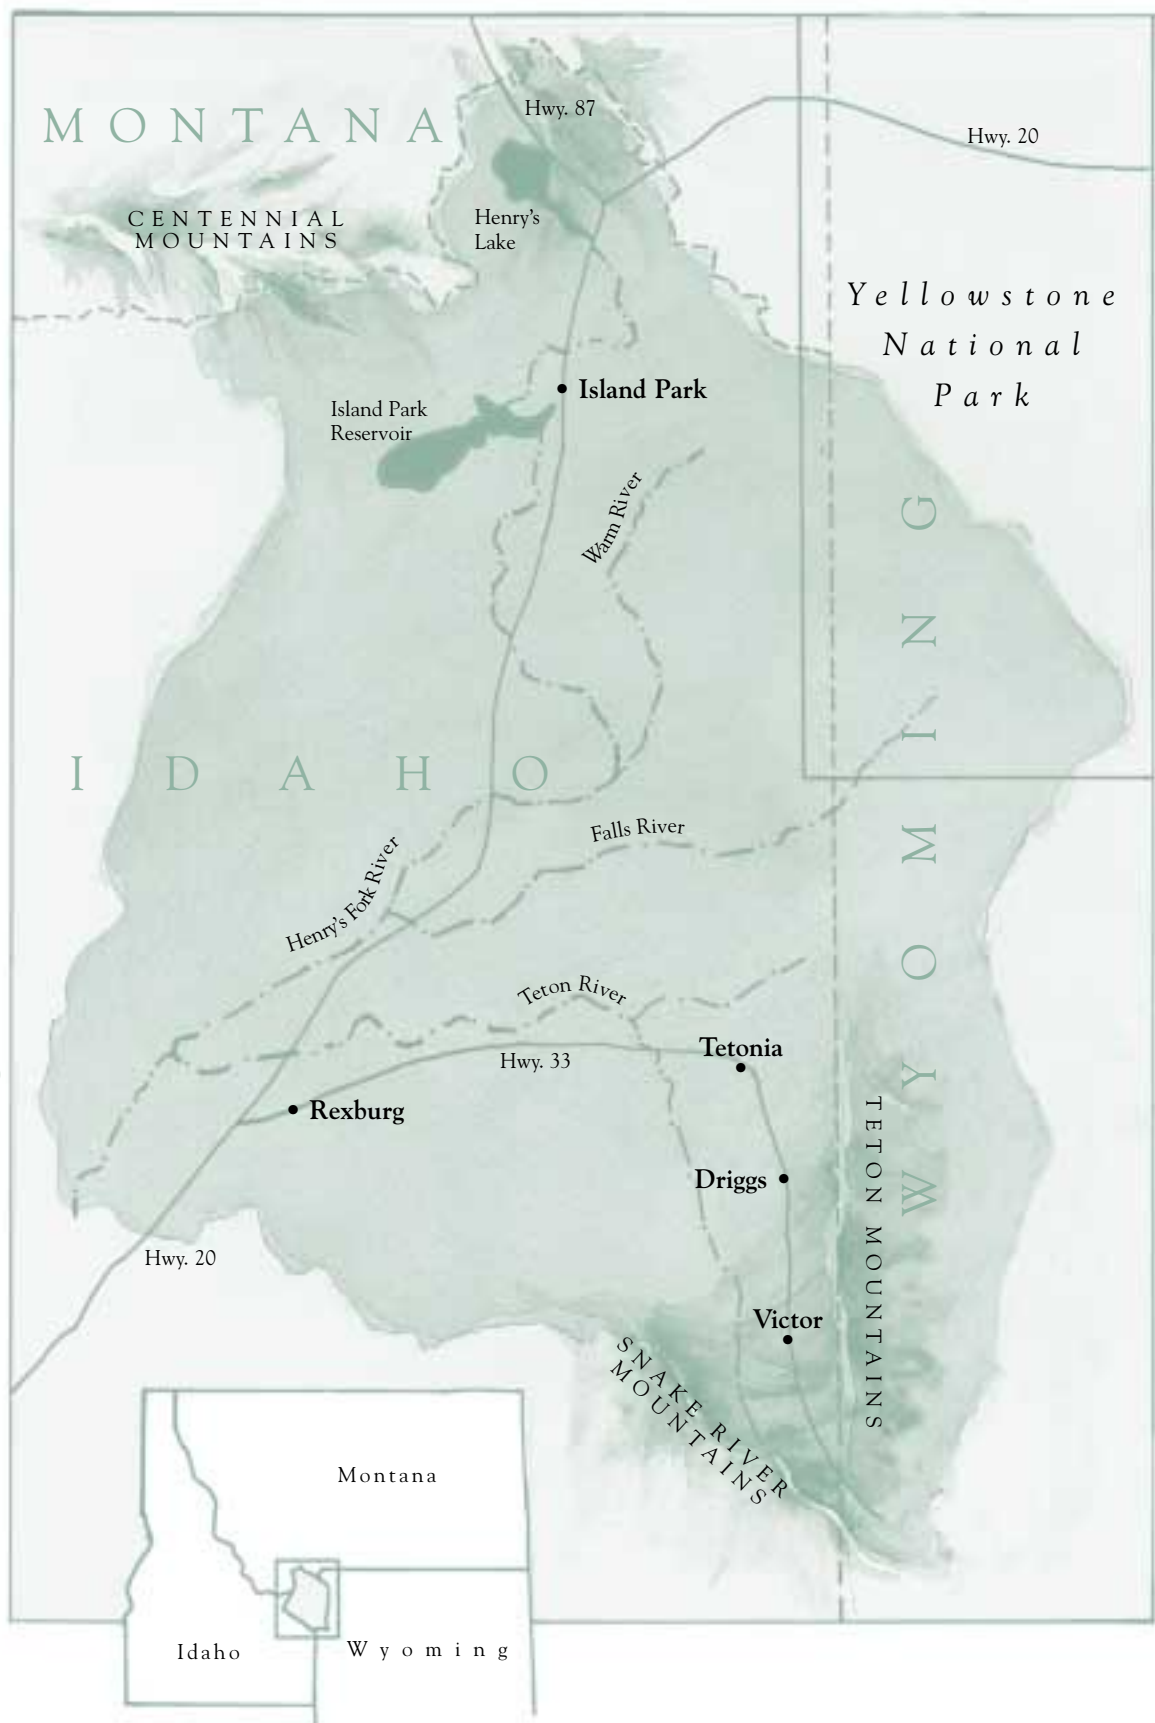 Hwy. 87
MONTANA
Hwy. 20
CENTENNIAL
MOUNTAINS
Henry's
Lake
Yellowstone
National
Park
Island Park
Island Park
Reservoir
Warm River
WYOMING
IDAHO
Falls River
Henry's Fork River
Teton River
Tetonia
Hwy. 33
Rexburg
TETON MOUNTAINS
Driggs
Hwy. 20
Victor
SNAKE RIVER
MOUNTAINS
Montana
Idaho
Wyoming